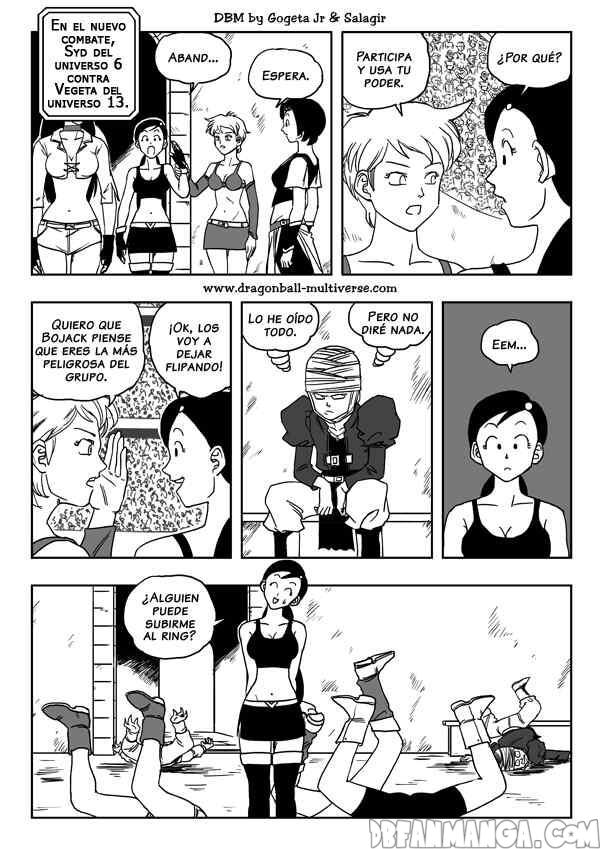 DBM by Gogeta Jr & Salagir
En el nuevo
combate,
Syd del
universo 6
contra
Vegeta del
universo 13.
Aband...
Espera.
Participa
y usa tu
poder.
¿Por qué?
www.dragonball-multiverse.com
Quiero que
Bojack piense
que eres la más
peligrosa del
grupo.
¡Ok, los
voy a
dejar
flipando!
Lo he oído
todo.
Pero no
diré nada.
Eem...
¿Alguien
puede
subirme
al ring?
DBFANMANGA.COM